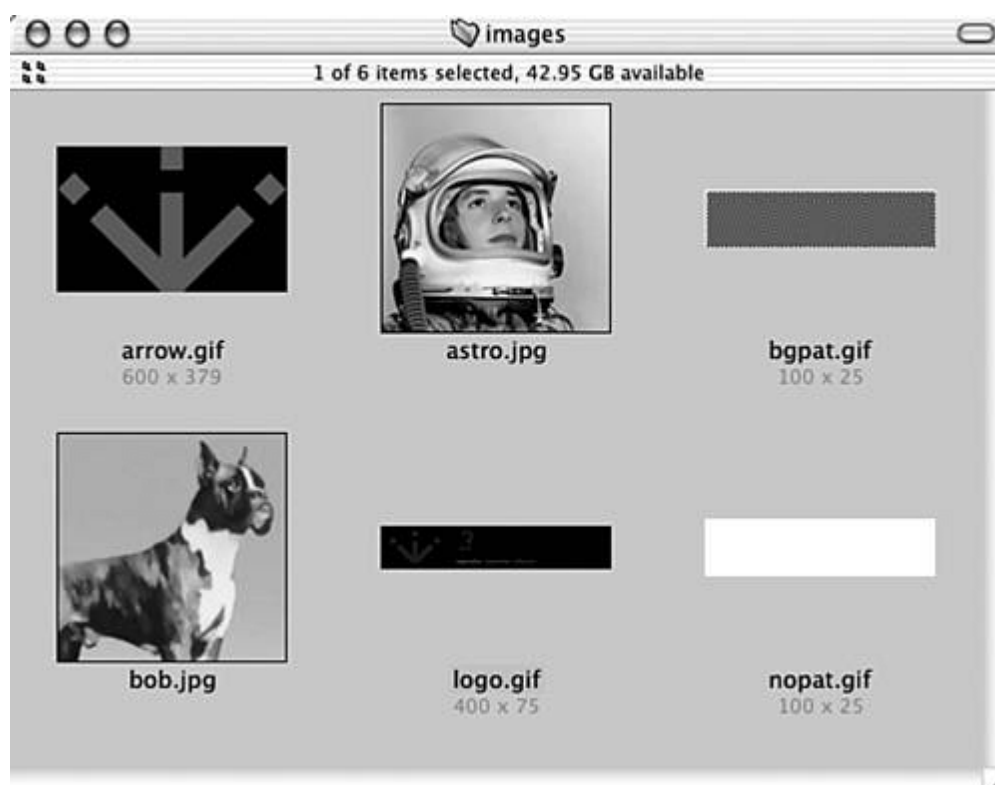 images
1 of 6 items selected, 42.95 GB available
arrow.gif
600 x 379
astro.jpg
bgpat.gif
100 x 25
bob.jpg
logo.gif
400 x 75
nopat.gif
100 x 25